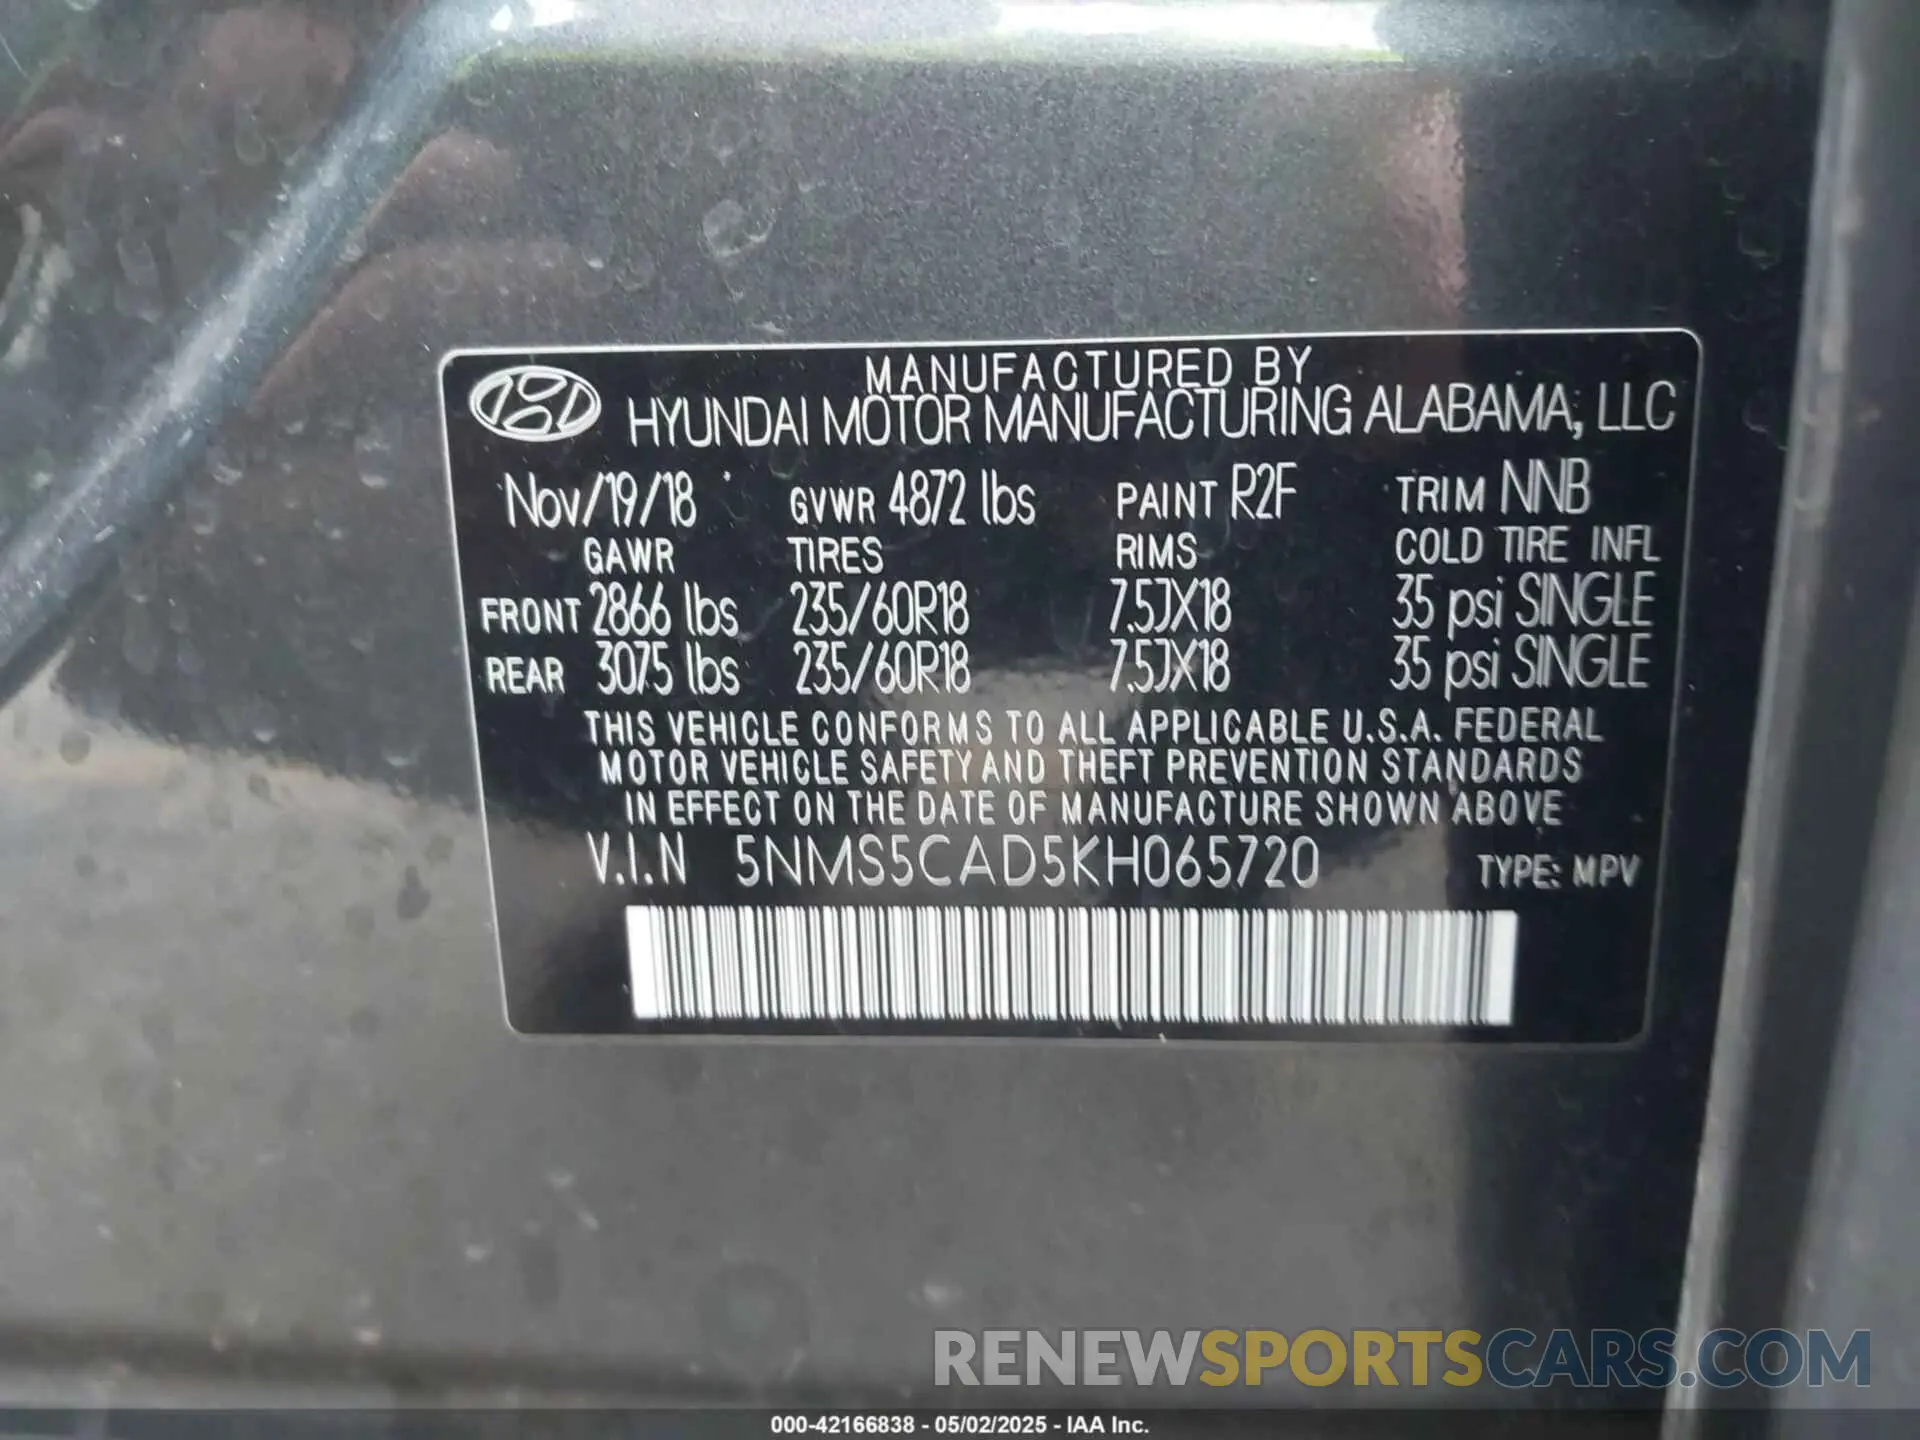 MANUFACTURED BY
HYUNDAI MOTOR MANUFACTURING ALABAMA, LLC
Nov/19/18 GVWR 4872 lbs PAINT R2F TRIM NNB
GAWR TIRES RIMS COLD TIRE INFL
FRONT 2866 lbs 235/60R18 7.5JX18 35 psi SINGLE
REAR 3075 lbs 235/60R18 7.5JX18 35 psi SINGLE
THIS VEHICLE CONFORMS TO ALL APPLICABLE U.S.A. FEDERAL
MOTOR VEHICLE SAFETY AND THEFT PREVENTION STANDARDS
IN EFFECT ON THE DATE OF MANUFACTURE SHOWN ABOVE
V.I.N 5NMS5CAD5KH065720 TYPE: MPV
RENEWSPORTSCARS.COM
000-42166838 - 05/02/2025 - IAA Inc.